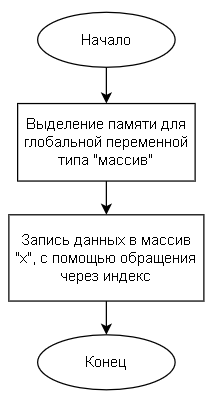 Начало
Выделение памяти для
глобальной переменной
типа "массив"
Запись данных в массив
"x", с помощью обращения
через индекс
Конец